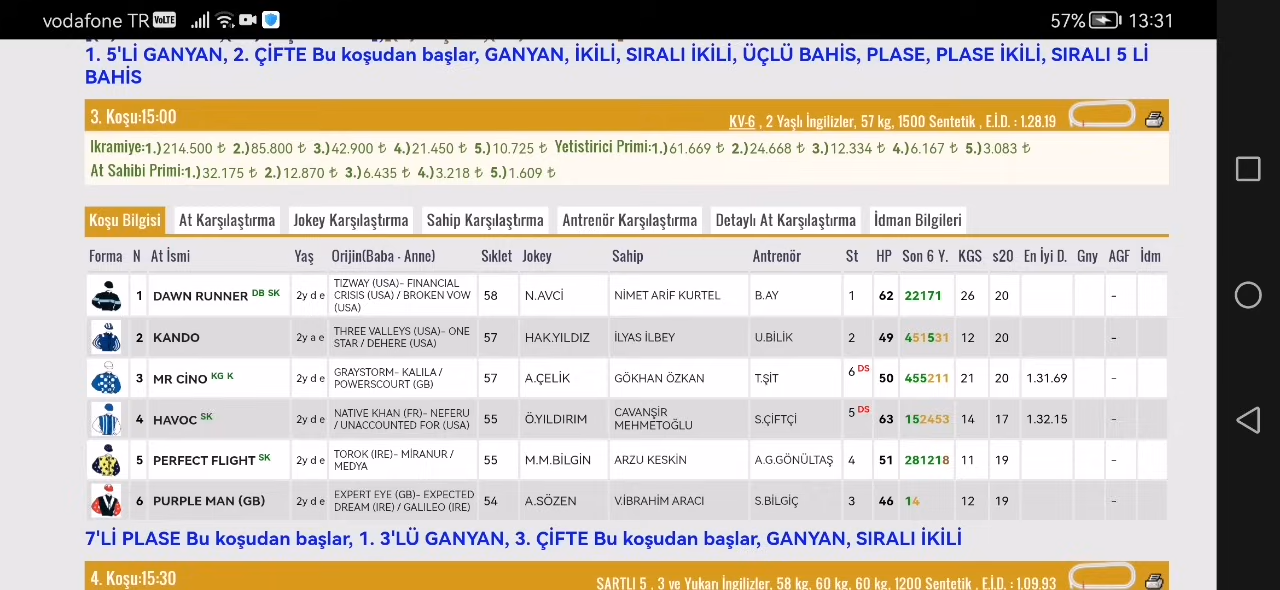 vodafone TR VoLTE 57% 13:31
1. 5'Lİ GANYAN, 2. ÇİFTE Bu koşudan başlar, GANYAN, İKİLİ, SIRALI İKİLİ, ÜÇLÜ BAHİS, PLASE, PLASE İKİLİ, SIRALI 5 Lİ
BAHİS
3. Koşu:15:00
KV-6 , 2 Yaşlı İngilizler, 57 kg, 1500 Sentetik , E.İ.D. : 1.28.19
Ikramiye:1.)214.500 ₺ 2.)85.800 ₺ 3.)42.900 ₺ 4.)21.450 ₺ 5.)10.725 ₺ Yetistirici Primi:1.)61.669 ₺ 2.)24.668 ₺ 3.)12.334 ₺ 4.)6.167 ₺ 5.)3.083 ₺
At Sahibi Primi:1.)32.175 ₺ 2.)12.870 ₺ 3.)6.435 ₺ 4.)3.218 ₺ 5.)1.609 ₺
Koşu Bilgisi At Karşılaştırma Jokey Karşılaştırma Sahip Karşılaştırma Antrenör Karşılaştırma Detaylı At Karşılaştırma İdman Bilgileri
Forma N At İsmi Yaş Orijin(Baba - Anne) Sıklet Jokey Sahip Antrenör St HP Son 6 Y. KGS s20 En İyi D. Gny AGF İdm
1 DAWN RUNNER DB SK 2y d e TIZWAY (USA)- FINANCIAL CRISIS (USA) / BROKEN VOW (USA) 58 N.AVCİ NİMET ARİF KURTEL B.AY 1 62 22171 26 20 -
2 KANDO 2y a e THREE VALLEYS (USA)- ONE STAR / DEHERE (USA) 57 HAK.YILDIZ İLYAS İLBEY U.BİLİK 2 49 451531 12 20 -
3 MR CİNO KG K 2y d e GRAYSTORM- KALILA / POWERSCOURT (GB) 57 A.ÇELİK GÖKHAN ÖZKAN T.ŞİT 6 DS 50 455211 21 20 1.31.69 -
4 HAVOC SK 2y d e NATIVE KHAN (FR)- NEFERU / UNACCOUNTED FOR (USA) 55 Ö.YILDIRIM CAVANŞİR MEHMETOĞLU S.ÇİFTÇİ 5 DS 63 152453 14 17 1.32.15 -
5 PERFECT FLIGHT SK 2y d e TOROK (IRE)- MİRANUR / MEDYA 55 M.M.BİLGİN ARZU KESKİN A.G.GÖNÜLTAŞ 4 51 281218 11 19 -
6 PURPLE MAN (GB) 2y d e EXPERT EYE (GB)- EXPECTED DREAM (IRE) / GALILEO (IRE) 54 A.SÖZEN V.İBRAHİM ARACI S.BİLGİÇ 3 46 14 12 19 -
7'Lİ PLASE Bu koşudan başlar, 1. 3'LÜ GANYAN, 3. ÇİFTE Bu koşudan başlar, GANYAN, SIRALI İKİLİ
4. Koşu:15:30
ŞARTLI 5 , 3 ve Yukarı İngilizler, 58 kg, 60 kg, 60 kg, 1200 Sentetik , E.İ.D. : 1.09.93